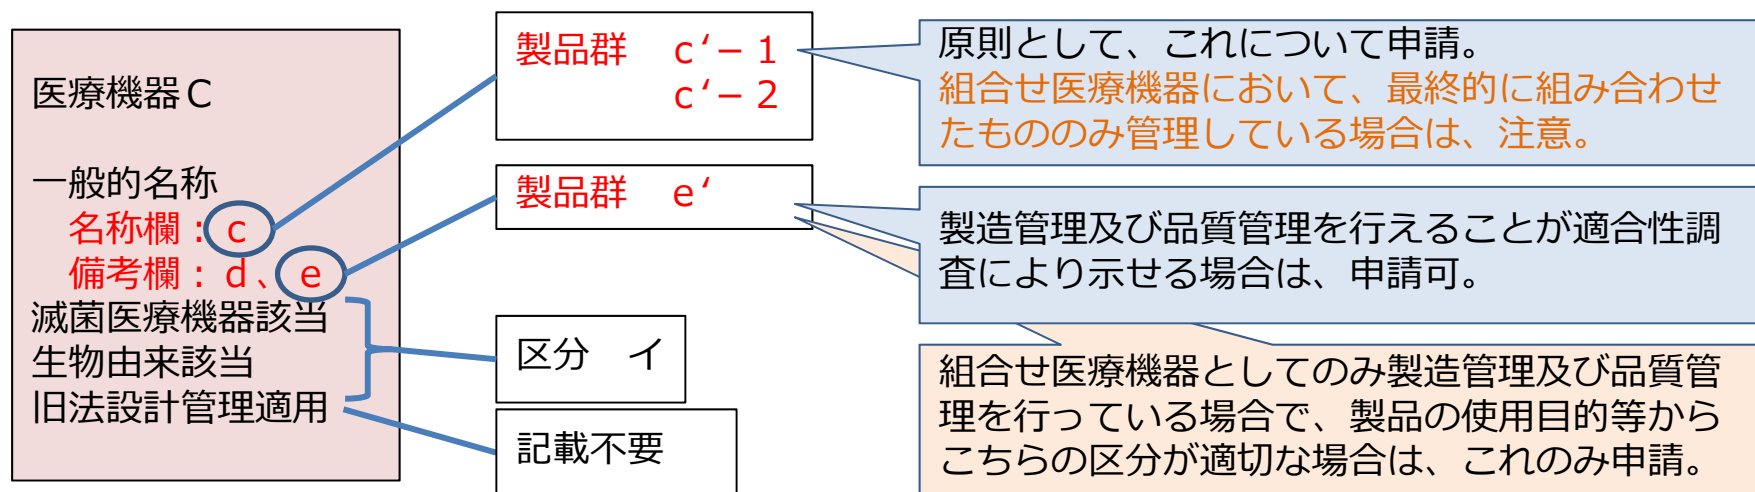 医療機器C
一般的名称
名称欄：c
備考欄：d、e
滅菌医療機器該当
生物由来該当
旧法設計管理適用
製品群 c‘－1
c‘－2
製品群 e‘
区分 イ
記載不要
原則として、これについて申請。
組合せ医療機器において、最終的に組み合わせ
たもののみ管理している場合は、注意。
製造管理及び品質管理を行えることが適合性調
査により示せる場合は、申請可。
組合せ医療機器としてのみ製造管理及び品質管
理を行っている場合で、製品の使用目的等から
こちらの区分が適切な場合は、これのみ申請。